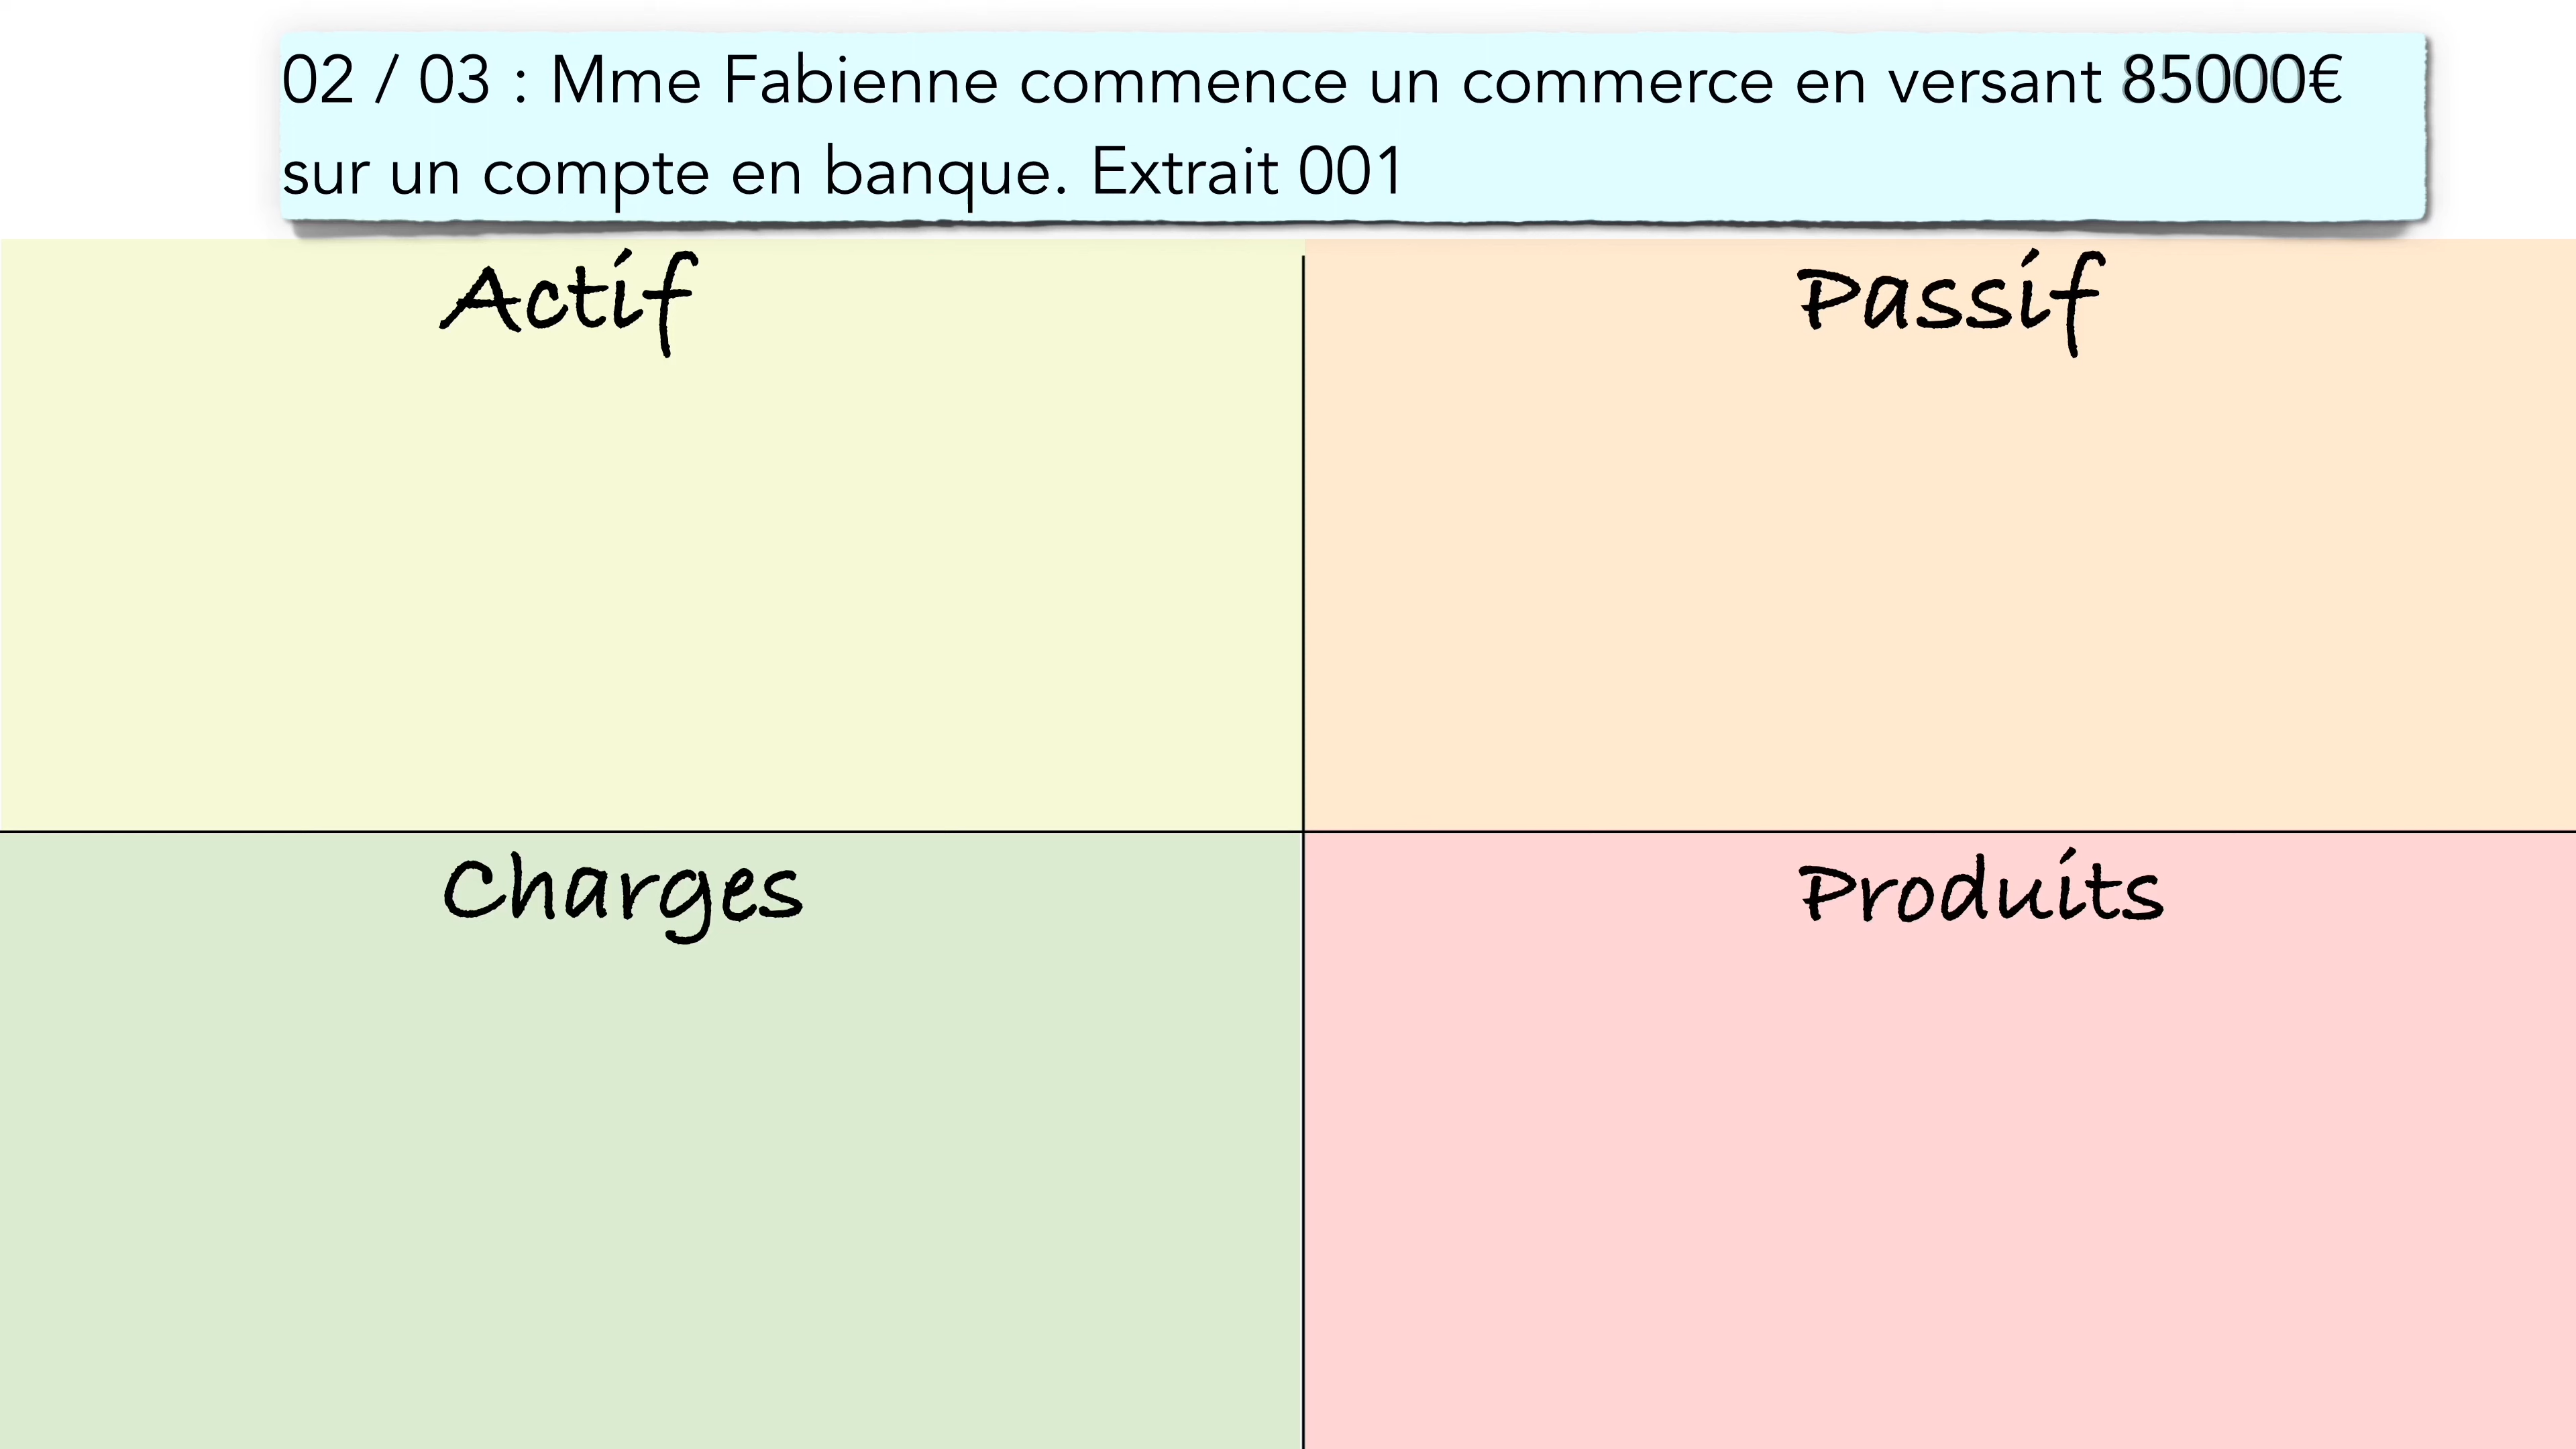 02 / 03 : Mme Fabienne commence un commerce en versant 85000€
sur un compte en banque. Extrait 001
Actif
Passif
Charges
Produits